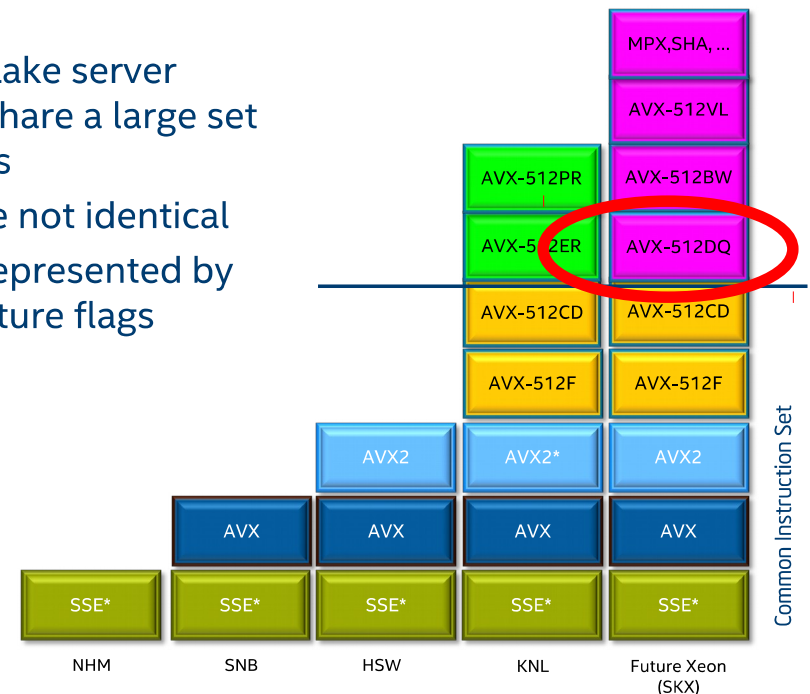 ake server
hare a large set
s
e not identical
epresented by
ture flags
MPX,SHA, ...
AVX-512VL
AVX-512PR
AVX-512BW
AVX-512ER
AVX-512DQ
AVX-512CD
AVX-512CD
AVX-512F
AVX-512F
AVX2
AVX2*
AVX2
AVX
AVX
AVX
AVX
SSE*
SSE*
SSE*
SSE*
SSE*
NHM
SNB
HSW
KNL
Future Xeon
(SKX)
Common Instruction Set